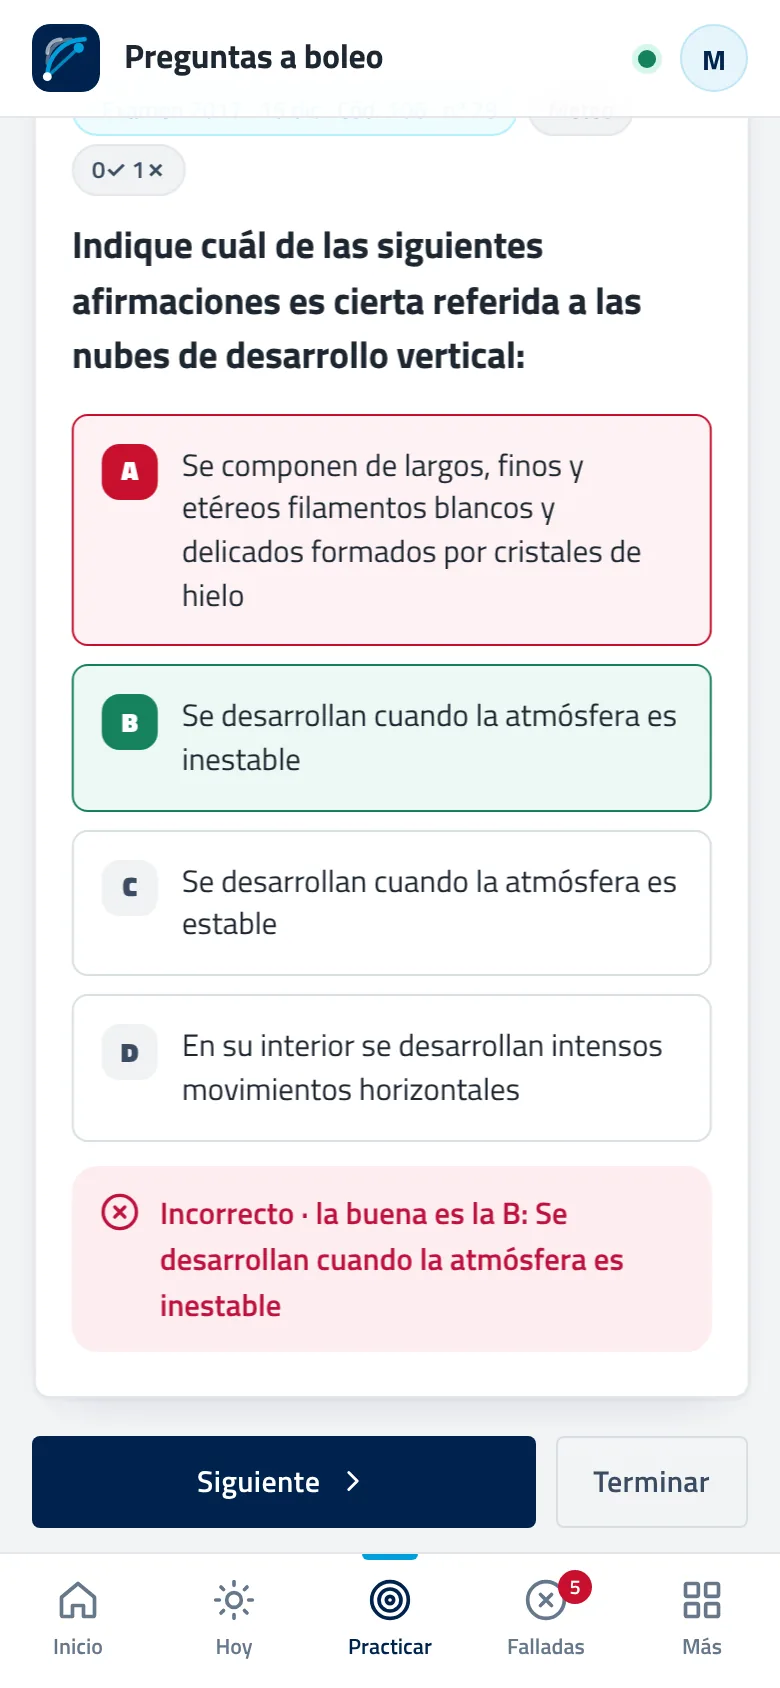 Preguntas a boleo
M
0✓ 1×
Indique cuál de las siguientes
afirmaciones es cierta referida a las
nubes de desarrollo vertical:
A
Se componen de largos, finos y
etéreos filamentos blancos y
delicados formados por cristales de
hielo
B
Se desarrollan cuando la atmósfera es
inestable
C
Se desarrollan cuando la atmósfera es
estable
D
En su interior se desarrollan intensos
movimientos horizontales
Incorrecto · la buena es la B: Se
desarrollan cuando la atmósfera es
inestable
Siguiente
Terminar
5
Inicio
Hoy
Practicar
Falladas
Más